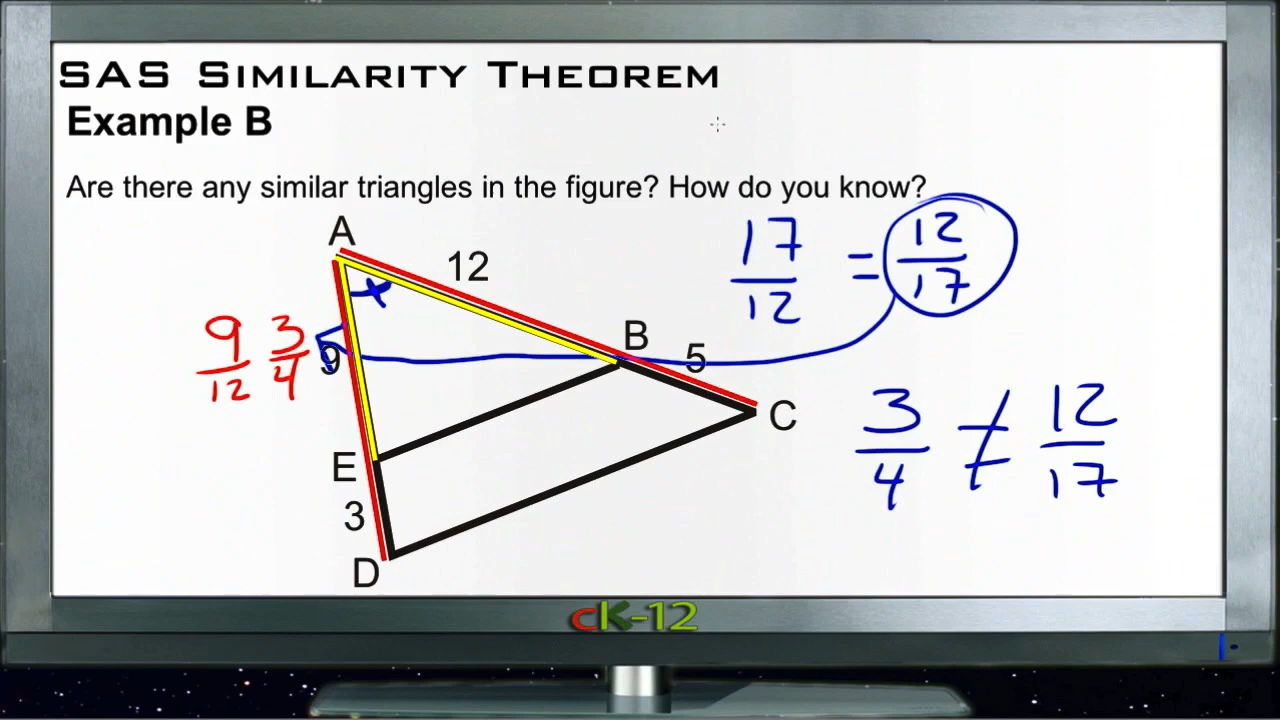 SAS SIMILARITY THEOREM
Example B
Are there any similar triangles in the figure? How do you know?
A
12
17/12 = 12/17
9/12 3/4
9
B
5
C
3/4 ≠ 12/17
E
3
D
cK-12